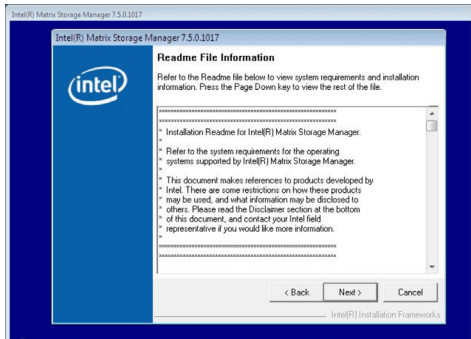 Intel(R) Matrix Storage Manager 7.5.0.1017
Intel(R) Matrix Storage Manager 7.5.0.1017
intel
Readme File Information
Refer to the Readme file below to view system requirements and installation
information. Press the Page Down key to view the rest of the file.
* Installation Readme for Intel(R) Matrix Storage Manager.
*
* Refer to the system requirements for the operating
* systems supported by Intel(R) Matrix Storage Manager.
*
* This document makes references to products developed by
* Intel. There are some restrictions on how these products
* may be used, and what information may be disclosed to
* others. Please read the Disclaimer section at the bottom
* of this document, and contact your Intel field
* representative if you would like more information.
*
< Back Next > Cancel
Intel(R) Installation Frameworks